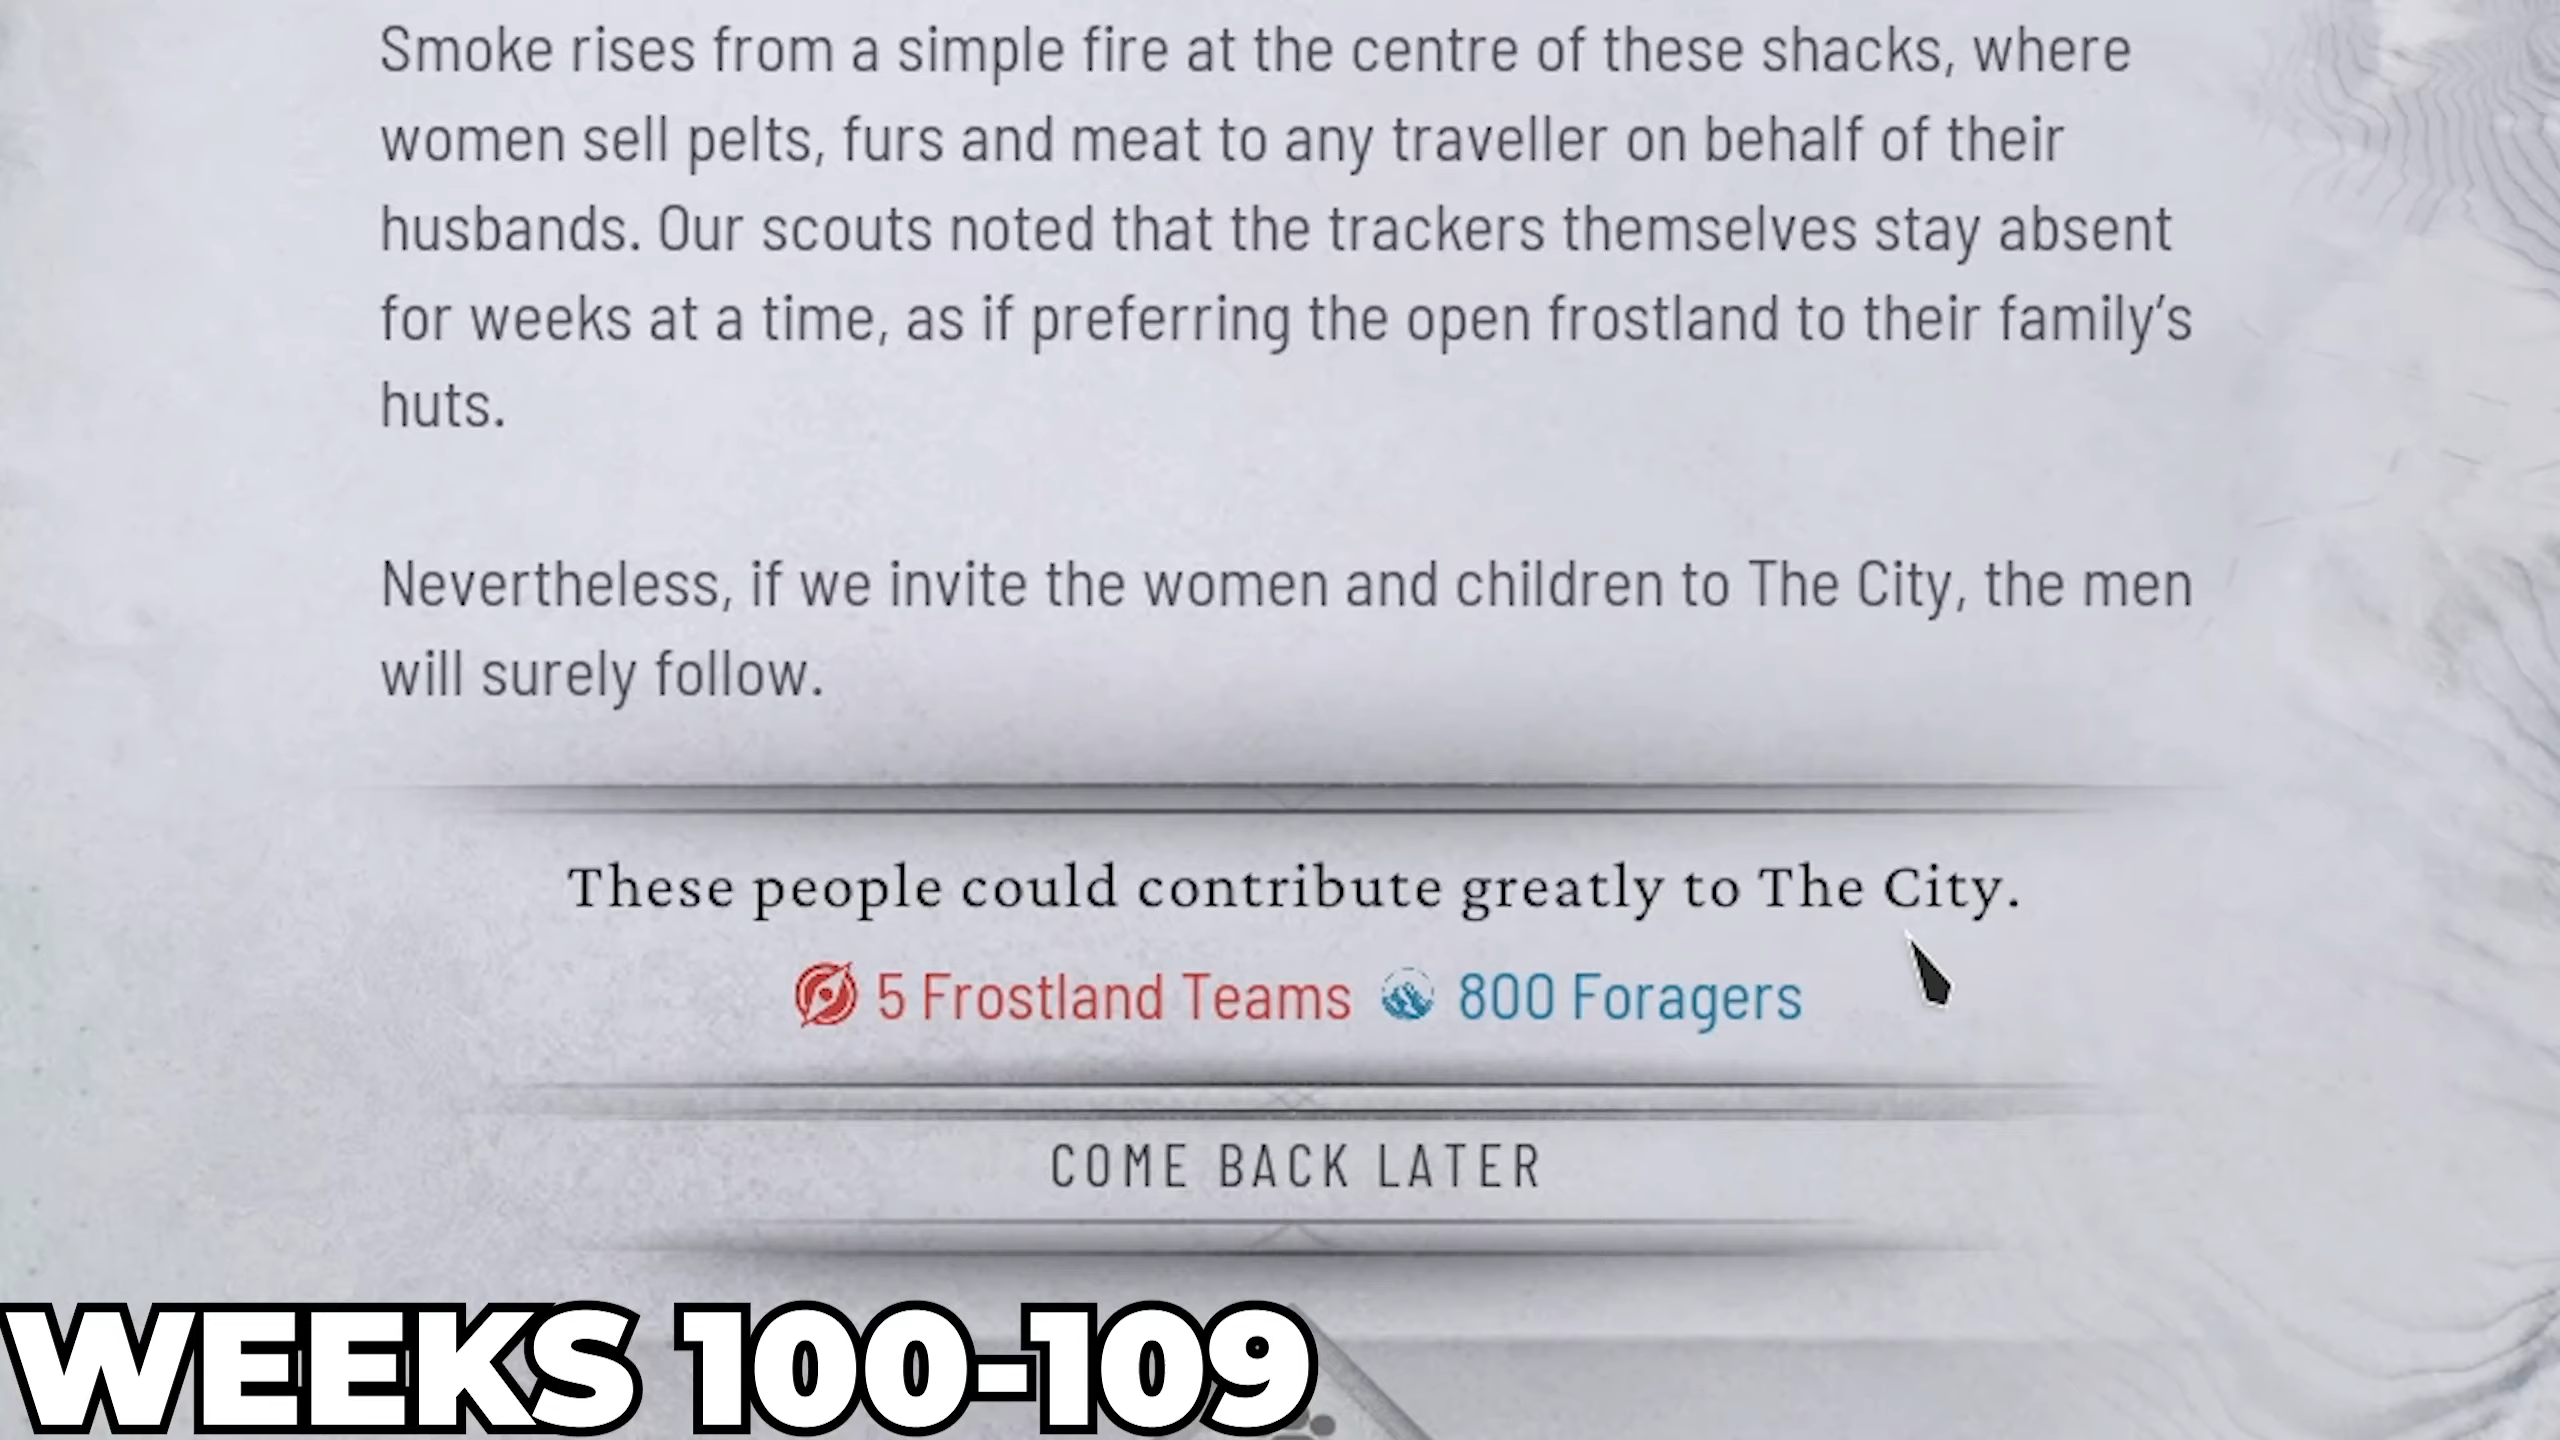 Smoke rises from a simple fire at the centre of these shacks, where
women sell pelts, furs and meat to any traveller on behalf of their
husbands. Our scouts noted that the trackers themselves stay absent
for weeks at a time, as if preferring the open frostland to their family’s
huts.
Nevertheless, if we invite the women and children to The City, the men
will surely follow.
These people could contribute greatly to The City.
5 Frostland Teams 800 Foragers
COME BACK LATER
WEEKS 100-109